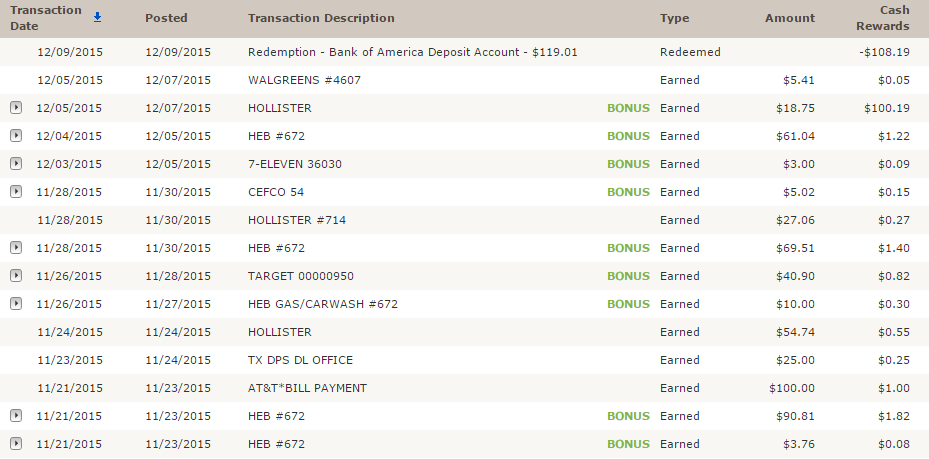 Transaction Date Posted Transaction Description Type Amount Cash Rewards
12/09/2015 12/09/2015 Redemption - Bank of America Deposit Account - $119.01 Redeemed -$108.19
12/05/2015 12/07/2015 WALGREENS #4607 Earned $5.41 $0.05
12/05/2015 12/07/2015 HOLLISTER BONUS Earned $18.75 $100.19
12/04/2015 12/05/2015 HEB #672 BONUS Earned $61.04 $1.22
12/03/2015 12/05/2015 7-ELEVEN 36030 BONUS Earned $3.00 $0.09
11/28/2015 11/30/2015 CEFCO 54 BONUS Earned $5.02 $0.15
11/28/2015 11/30/2015 HOLLISTER #714 Earned $27.06 $0.27
11/28/2015 11/30/2015 HEB #672 BONUS Earned $69.51 $1.40
11/26/2015 11/28/2015 TARGET 00000950 BONUS Earned $40.90 $0.82
11/26/2015 11/27/2015 HEB GAS/CARWASH #672 BONUS Earned $10.00 $0.30
11/24/2015 11/24/2015 HOLLISTER Earned $54.74 $0.55
11/23/2015 11/24/2015 TX DPS DL OFFICE Earned $25.00 $0.25
11/21/2015 11/23/2015 AT&T*BILL PAYMENT Earned $100.00 $1.00
11/21/2015 11/23/2015 HEB #672 BONUS Earned $90.81 $1.82
11/21/2015 11/23/2015 HEB #672 BONUS Earned $3.76 $0.08